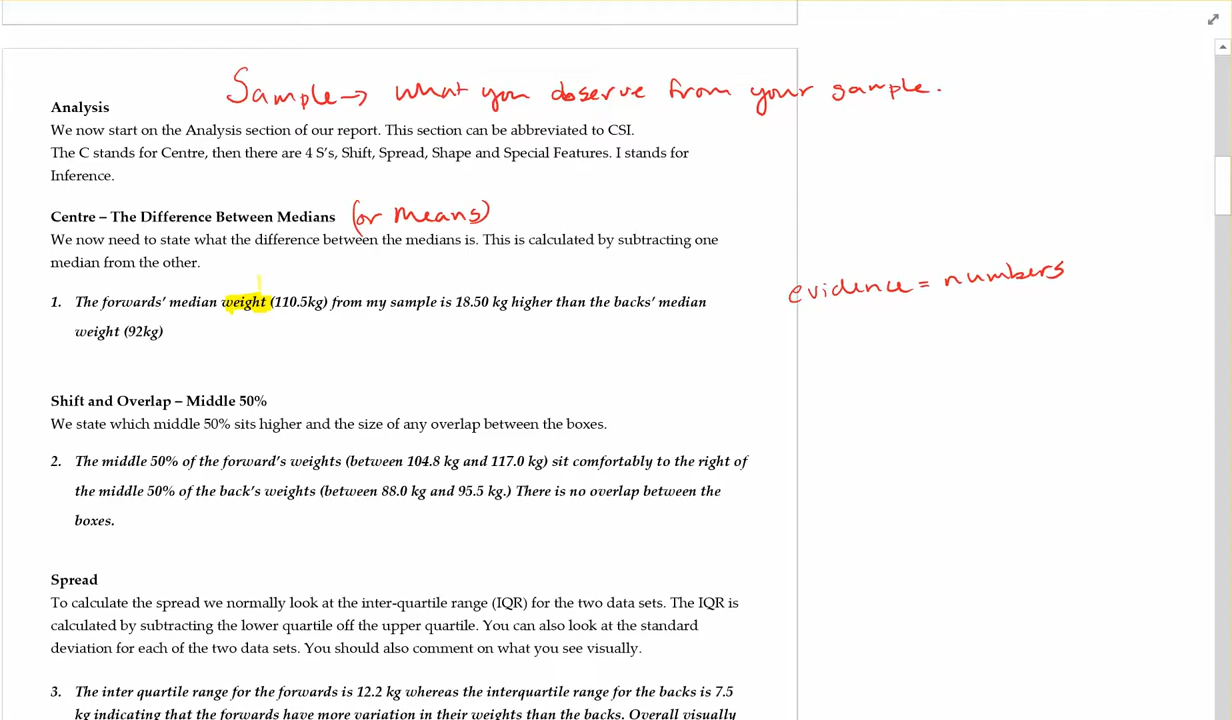 Sample → what you observe from your sample.
Analysis
We now start on the Analysis section of our report. This section can be abbreviated to CSI.
The C stands for Centre, then there are 4 S's, Shift, Spread, Shape and Special Features. I stands for
Inference.
Centre – The Difference Between Medians (or means)
We now need to state what the difference between the medians is. This is calculated by subtracting one
median from the other.
evidence = numbers
1. The forwards' median weight (110.5kg) from my sample is 18.50 kg higher than the backs' median
weight (92kg)
Shift and Overlap – Middle 50%
We state which middle 50% sits higher and the size of any overlap between the boxes.
2. The middle 50% of the forward's weights (between 104.8 kg and 117.0 kg) sit comfortably to the right of
the middle 50% of the back's weights (between 88.0 kg and 95.5 kg.) There is no overlap between the
boxes.
Spread
To calculate the spread we normally look at the inter-quartile range (IQR) for the two data sets. The IQR is
calculated by subtracting the lower quartile off the upper quartile. You can also look at the standard
deviation for each of the two data sets. You should also comment on what you see visually.
3. The inter quartile range for the forwards is 12.2 kg whereas the interquartile range for the backs is 7.5
kg indicating that the forwards have more variation in their weights than the backs. Overall visually